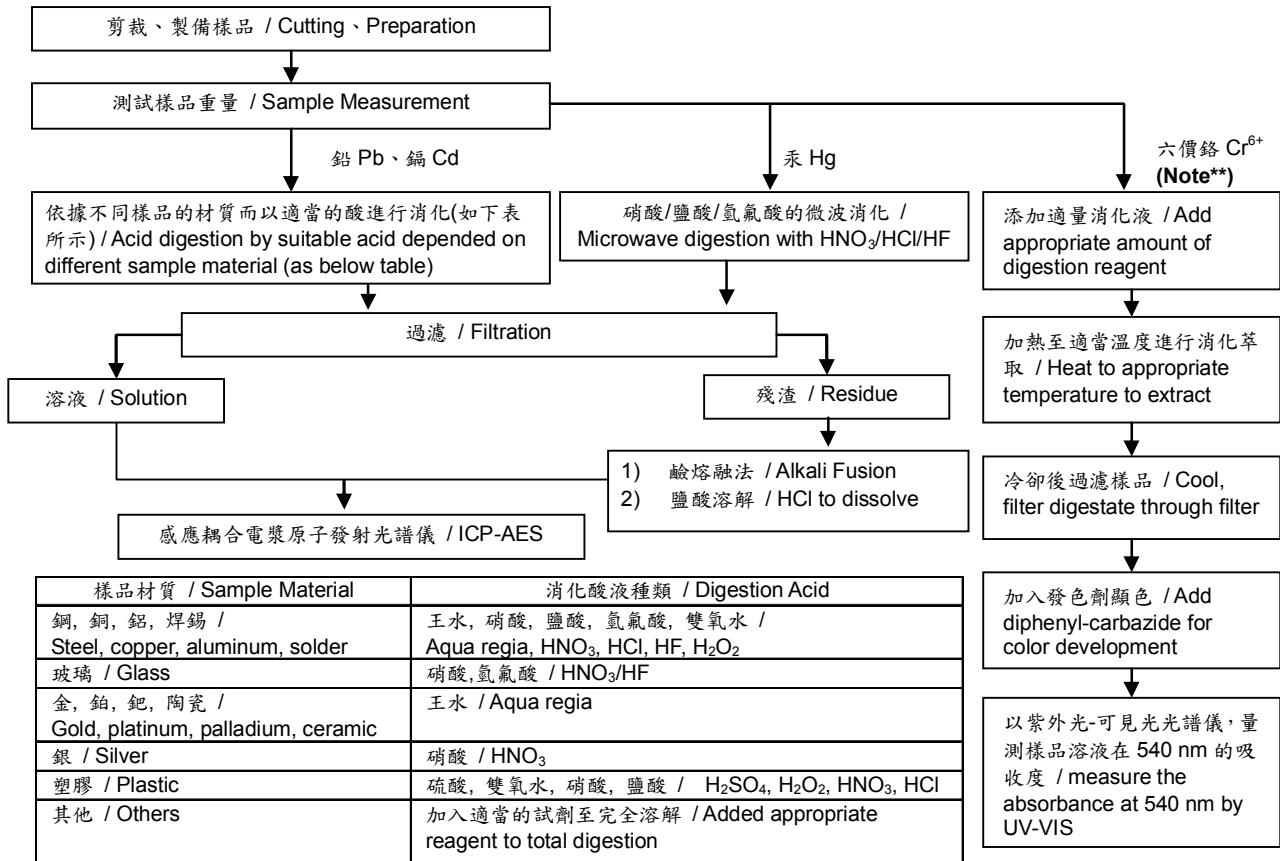 剪裁、製備樣品 / Cutting、Preparation
測試樣品重量 / Sample Measurement
鉛 Pb、鎘 Cd
汞 Hg
六價鉻 Cr⁶⁺
(Note**)
依據不同樣品的材質而以適當的酸進行消化(如下表
所示) / Acid digestion by suitable acid depended on
different sample material (as below table)
硝酸/鹽酸/氫氟酸的微波消化 /
Microwave digestion with HNO₃/HCl/HF
添加適量消化液 / Add
appropriate amount of
digestion reagent
過濾 / Filtration
加熱至適當溫度進行消化萃
取 / Heat to appropriate
temperature to extract
溶液 / Solution
殘渣 / Residue
1) 鹼熔融法 / Alkali Fusion
2) 鹽酸溶解 / HCl to dissolve
冷卻後過濾樣品 / Cool,
filter digestate through filter
感應耦合電漿原子發射光譜儀 / ICP-AES
加入發色劑顯色 / Add
diphenyl-carbazide for
color development
以紫外光-可見光光譜儀，量
測樣品溶液在 540 nm 的吸
收度 / measure the
absorbance at 540 nm by
UV-VIS
樣品材質 / Sample Material
消化酸液種類 / Digestion Acid
鋼, 銅, 鋁, 焊錫 /
Steel, copper, aluminum, solder
王水, 硝酸, 鹽酸, 氫氟酸, 雙氧水 /
Aqua regia, HNO₃, HCl, HF, H₂O₂
玻璃 / Glass
硝酸,氫氟酸 / HNO₃/HF
金, 鉑, 鈀, 陶瓷 /
Gold, platinum, palladium, ceramic
王水 / Aqua regia
銀 / Silver
硝酸 / HNO₃
塑膠 / Plastic
硫酸, 雙氧水, 硝酸, 鹽酸 / H₂SO₄, H₂O₂, HNO₃, HCl
其他 / Others
加入適當的試劑至完全溶解 / Added appropriate
reagent to total digestion